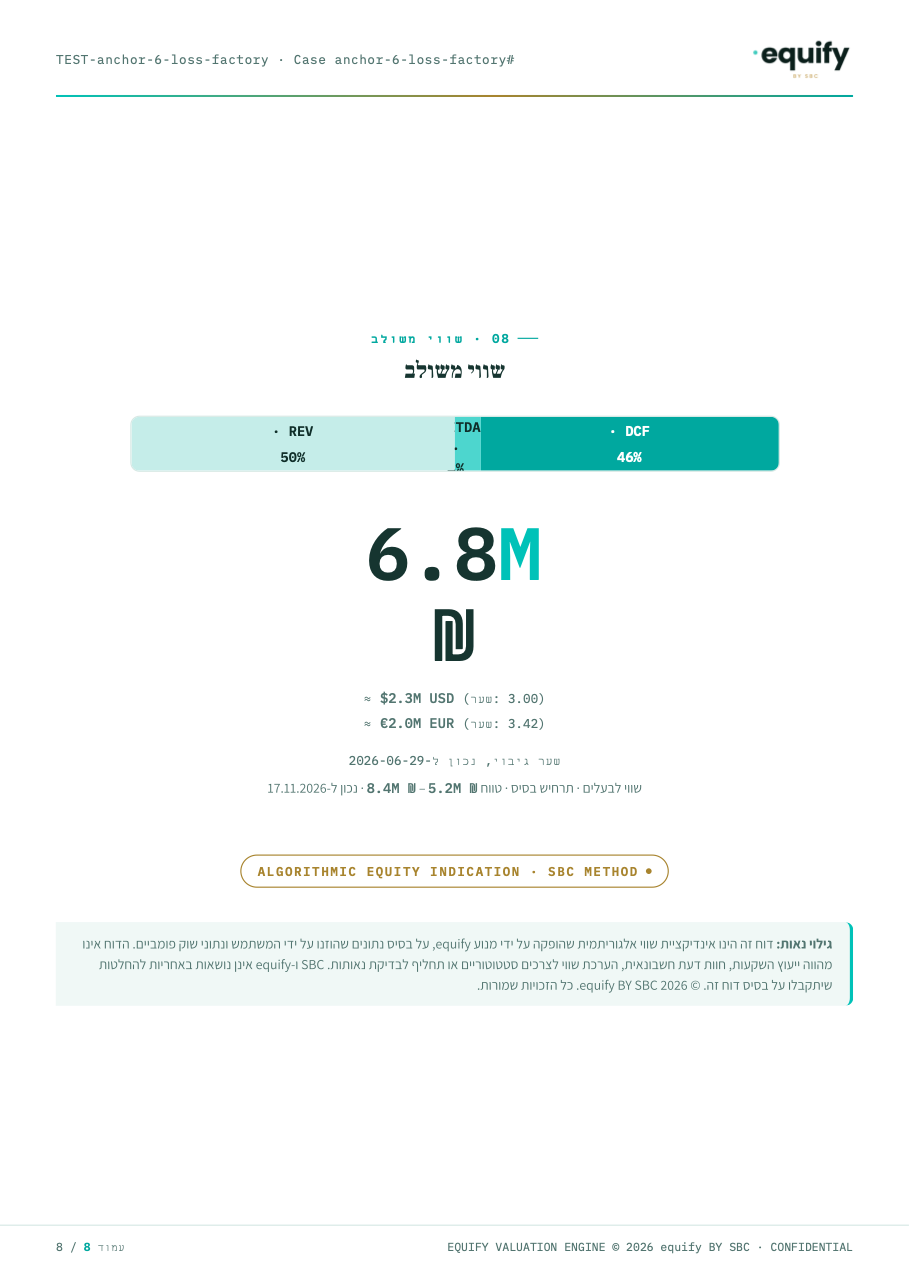 TEST-anchor-6-loss-factory · Case anchor-6-loss-factory#
equify
BY SBC
08 · שווי משולב
שווי משולב
DCF ·
46%
TDA
·
%
REV ·
50%
6.8M
₪
≈ $2.3M USD (שער: 3.00)
≈ €2.0M EUR (שער: 3.42)
שער גיבוי, נכון ל-2026-06-29
שווי לבעלים · תרחיש בסיס · טווח ₪ 5.2M – ₪ 8.4M · נכון ל-17.11.2026
ALGORITHMIC EQUITY INDICATION · SBC METHOD
גילוי נאות: דוח זה הינו אינדיקציית שווי אלגוריתמית שהופקה על ידי מנוע equify, על בסיס נתונים שהוזנו על ידי המשתמש ונתוני שוק פומביים. הדוח אינו
מהווה ייעוץ השקעות, חוות דעת חשבונאית, הערכת שווי לצרכים סטטוטוריים או תחליף לבדיקת נאותות. SBC ו-equify אינן נושאות באחריות להחלטות
שיתקבלו על בסיס דוח זה. © 2026 equify BY SBC. כל הזכויות שמורות.
EQUIFY VALUATION ENGINE © 2026 equify BY SBC · CONFIDENTIAL
עמוד 8 / 8